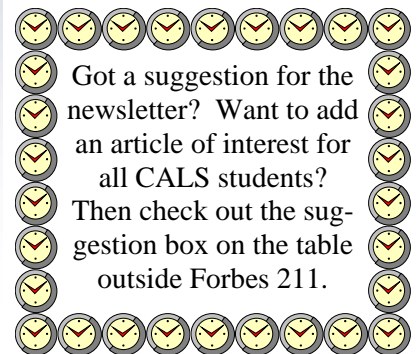 Got a suggestion for the
newsletter?  Want to add
an article of interest for
all CALS students?
Then check out the sug-
gestion box on the table
outside Forbes 211.